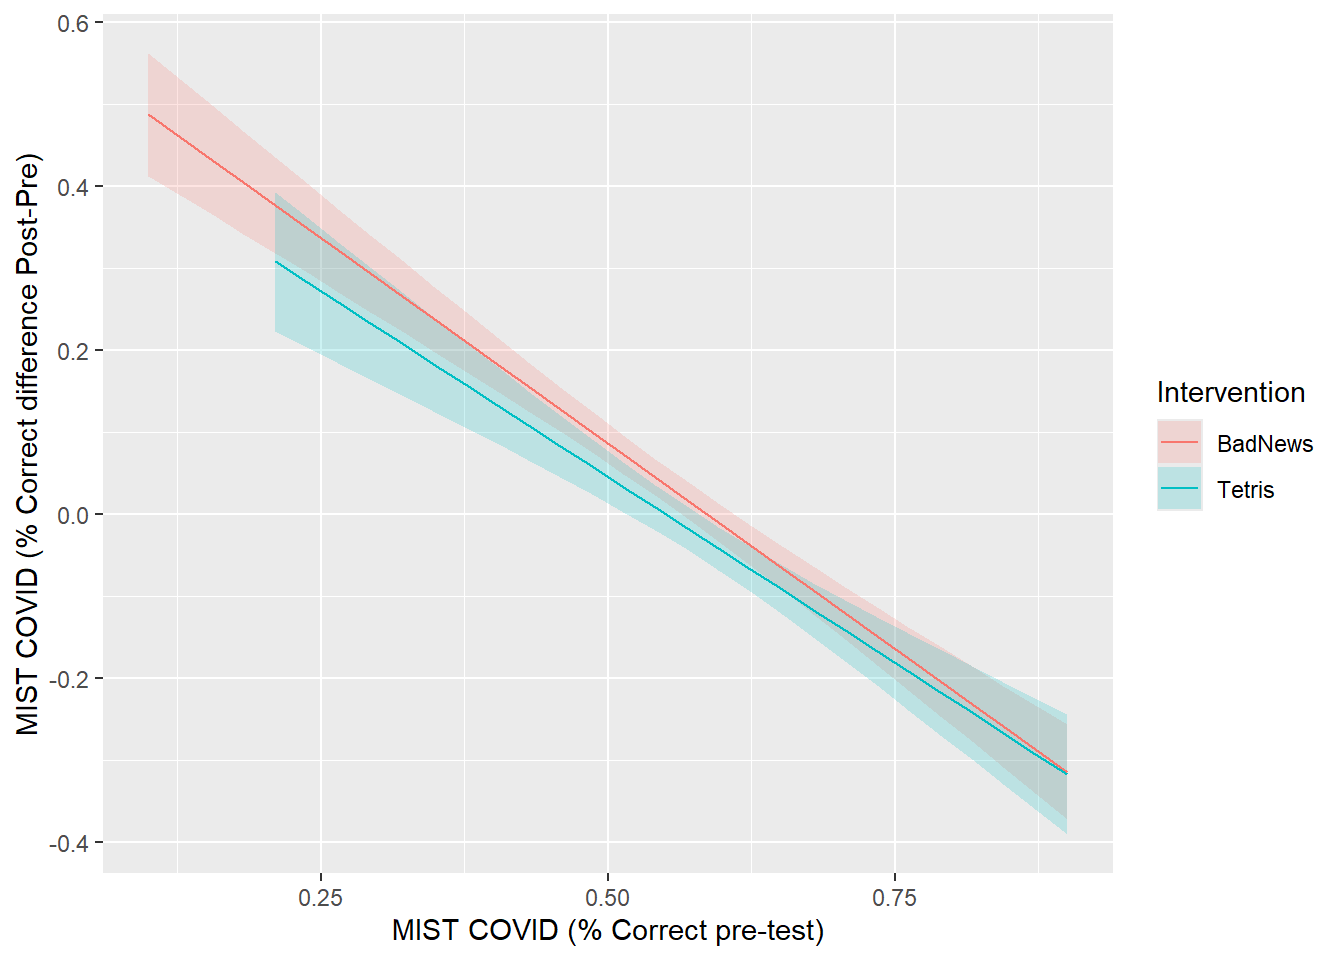 MIST COVID (% Correct difference Post-Pre)
0.6
0.4
0.2
0.0
-0.2
-0.4
0.25
0.50
0.75
MIST COVID (% Correct pre-test)
Intervention
BadNews
Tetris